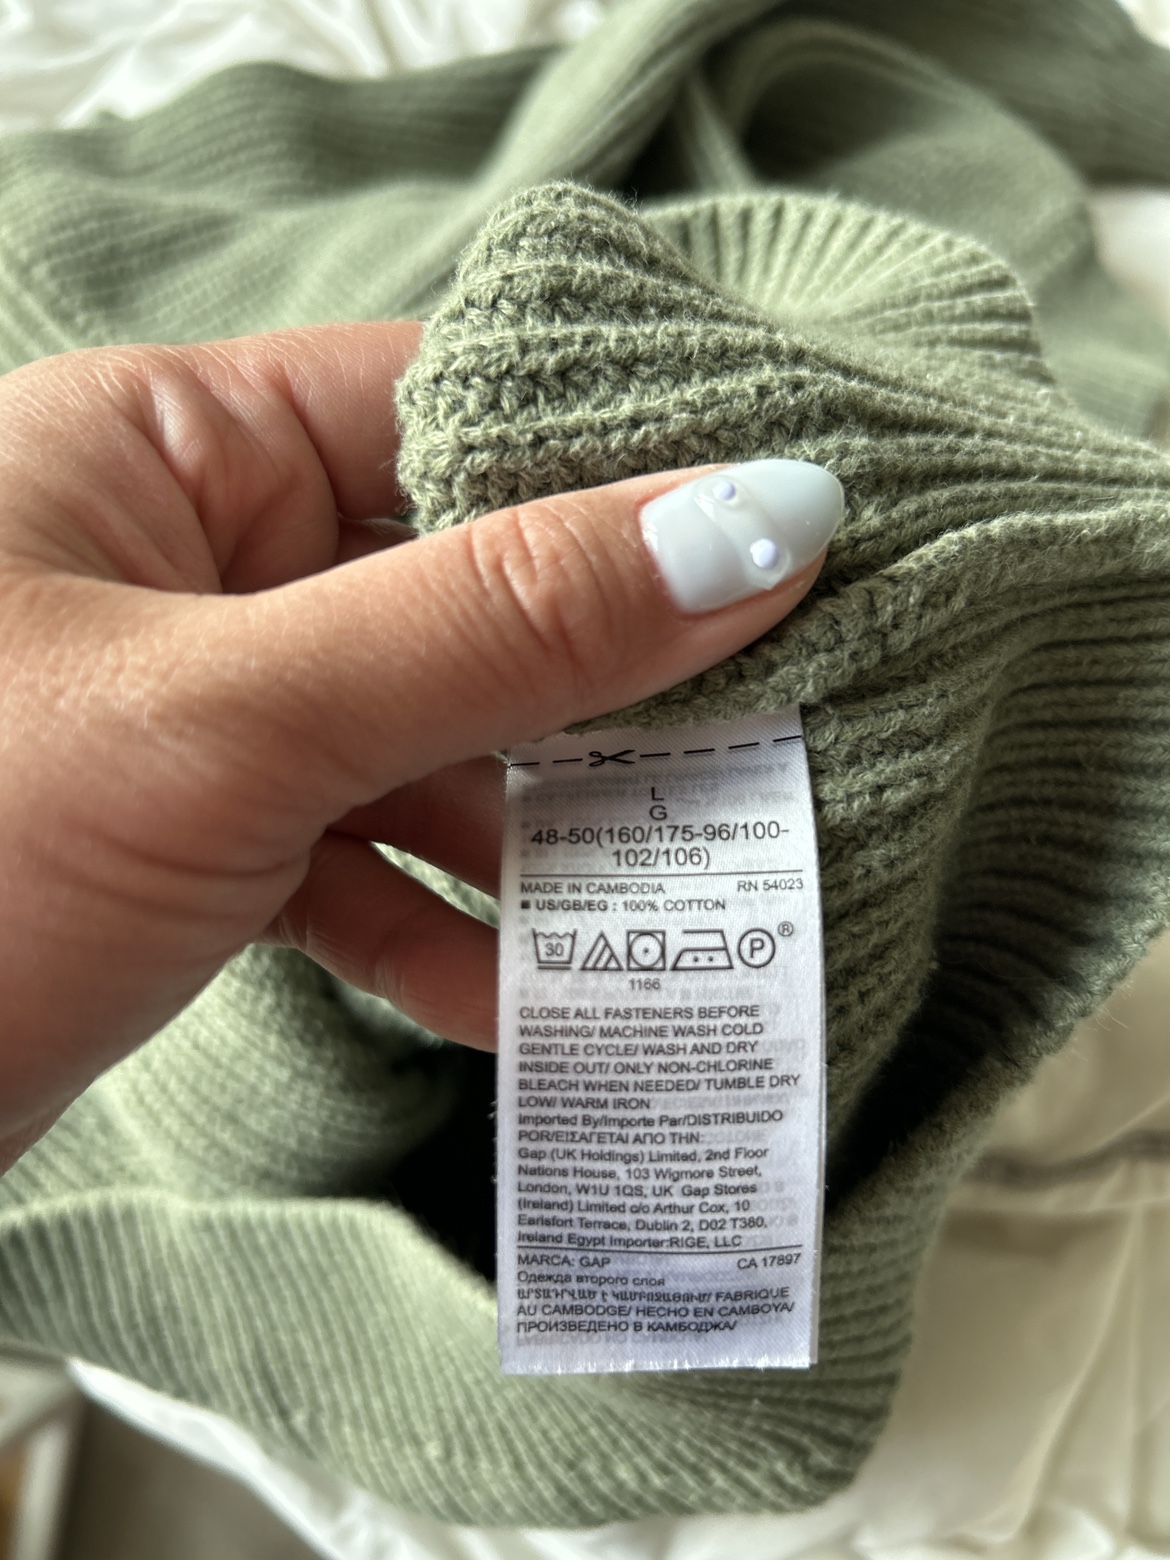 L
G
48-50(160/175-96/100-
102/106)
MADE IN CAMBODIA RN 54023
■ US/GB/EG : 100% COTTON
30 P ®
1166
CLOSE ALL FASTENERS BEFORE
WASHING/ MACHINE WASH COLD
GENTLE CYCLE/ WASH AND DRY
INSIDE OUT/ ONLY NON-CHLORINE
BLEACH WHEN NEEDED/ TUMBLE DRY
LOW/ WARM IRON
Imported By/Importe Par/DISTRIBUIDO
POR/ΕΙΣΑΓΕΤΑΙ ΑΠΟ ΤΗΝ:
Gap (UK Holdings) Limited, 2nd Floor
Nations House, 103 Wigmore Street,
London, W1U 1QS, UK Gap Stores
(Ireland) Limited c/o Arthur Cox, 10
Earlsfort Terrace, Dublin 2, D02 T380,
Ireland Egypt Importer:RIGE, LLC
MARCA: GAP CA 17897
Одежда второго слоя
ԱՐՏԱԴՐՎԱԾ Է ԿԱՄԲՈՋԱՅՈՒՄ/ FABRIQUE
AU CAMBODGE/ HECHO EN CAMBOYA/
ПРОИЗВЕДЕНО В КАМБОДЖА/